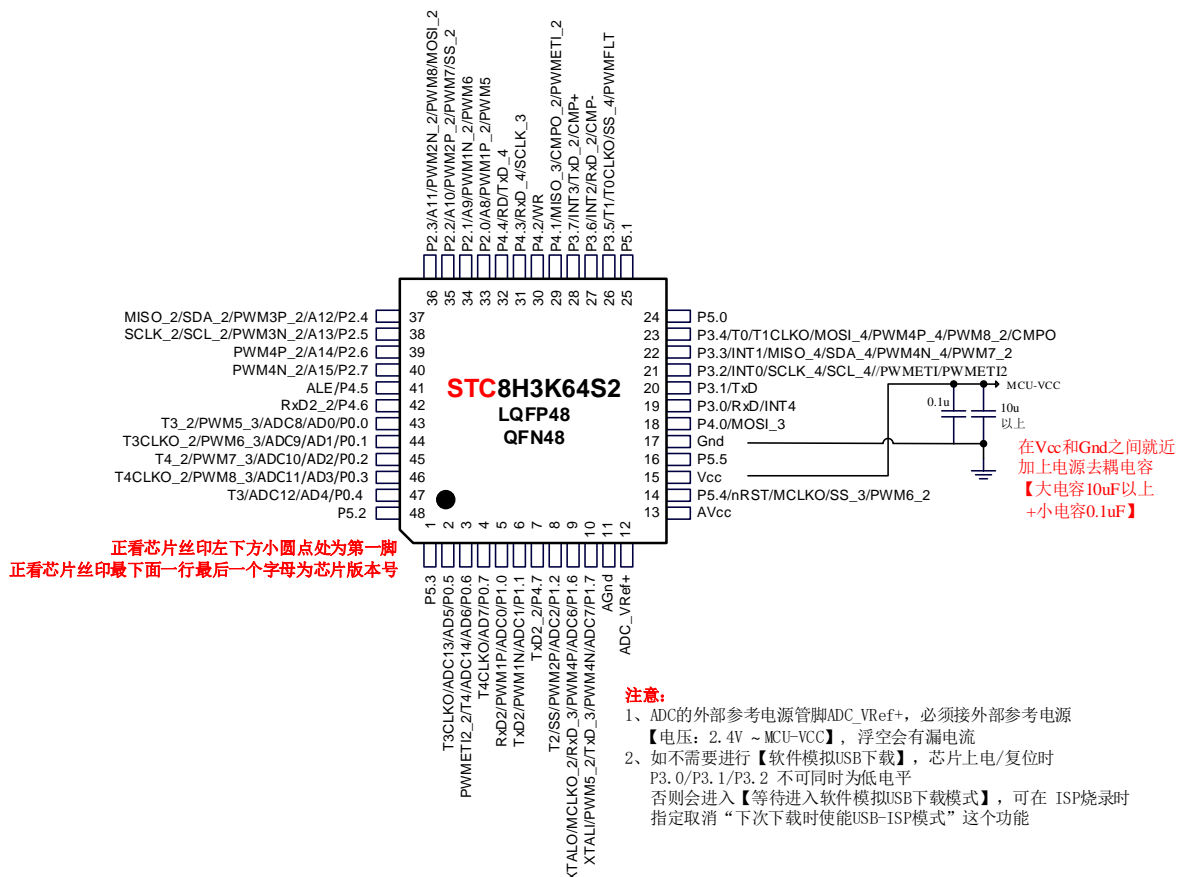 P2.3/A11/PWM2N_2/PWM8/MOSI_2
P2.2/A10/PWM2P_2/PWM7/SS_2
P2.1/A9/PWM1N_2/PWM6
P2.0/A8/PWM1P_2/PWM5
P4.4/RD/TxD_4
P4.3/RxD_4/SCLK_3
P4.2/WR
P4.1/MISO_3/CMPO_2/PWMETI_2
P3.7/INT3/TxD_2/CMP+
P3.6/INT2/RxD_2/CMP-
P3.5/T1/T0CLKO/SS_4/PWMFLT
P5.1
36 35 34 33 32 31 30 29 28 27 26 25
MISO_2/SDA_2/PWM3P_2/A12/P2.4 37
SCLK_2/SCL_2/PWM3N_2/A13/P2.5 38
PWM4P_2/A14/P2.6 39
PWM4N_2/A15/P2.7 40
ALE/P4.5 41
RxD2_2/P4.6 42
T3_2/PWM5_3/ADC8/AD0/P0.0 43
T3CLKO_2/PWM6_3/ADC9/AD1/P0.1 44
T4_2/PWM7_3/ADC10/AD2/P0.2 45
T4CLKO_2/PWM8_3/ADC11/AD3/P0.3 46
T3/ADC12/AD4/P0.4 47
P5.2 48
STC8H3K64S2
LQFP48
QFN48
24 P5.0
23 P3.4/T0/T1CLKO/MOSI_4/PWM4P_4/PWM8_2/CMPO
22 P3.3/INT1/MISO_4/SDA_4/PWM4N_4/PWM7_2
21 P3.2/INT0/SCLK_4/SCL_4//PWMETI/PWMETI2
20 P3.1/TxD
19 P3.0/RxD/INT4
18 P4.0/MOSI_3
17 Gnd
16 P5.5
15 Vcc
14 P5.4/nRST/MCLKO/SS_3/PWM6_2
13 AVcc
MCU-VCC
0.1u
10u
以上
在Vcc和Gnd之间就近
加上电源去耦电容
【大电容10uF以上
+小电容0.1uF】
正看芯片丝印左下方小圆点处为第一脚
正看芯片丝印最下面一行最后一个字母为芯片版本号
1 2 3 4 5 6 7 8 9 10 11 12
P5.3
T3CLKO/ADC13/AD5/P0.5
PWMETI2_2/T4/ADC14/AD6/P0.6
T4CLKO/AD7/P0.7
RxD2/PWM1P/ADC0/P1.0
TxD2/PWM1N/ADC1/P1.1
TxD2_2/P4.7
T2/SS/PWM2P/ADC2/P1.2
XTALO/MCLKO_2/RxD_3/PWM4P/ADC6/P1.6
XTALI/PWM5_2/TxD_3/PWM4N/ADC7/P1.7
AGnd
ADC_VRef+
注意:
1、ADC的外部参考电源管脚ADC_VRef+，必须接外部参考电源
【电压: 2.4V ~ MCU-VCC】, 浮空会有漏电流
2、如不需要进行【软件模拟USB下载】，芯片上电/复位时
P3.0/P3.1/P3.2 不可同时为低电平
否则会进入【等待进入软件模拟USB下载模式】，可在 ISP烧录时
指定取消“下次下载时使能USB-ISP模式”这个功能